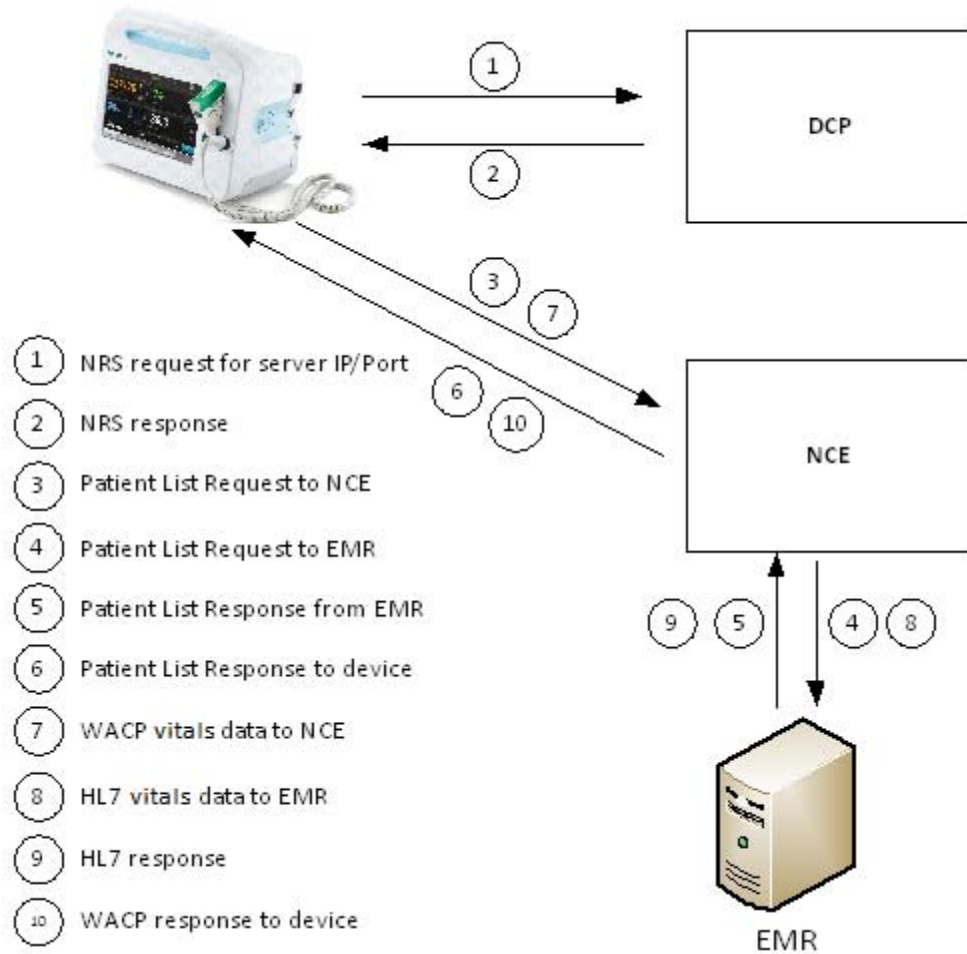 1
DCP
2
3
7
6
10
NCE
1 NRS request for server IP/Port
2 NRS response
3 Patient List Request to NCE
4 Patient List Request to EMR
5 Patient List Response from EMR
6 Patient List Response to device
7 WACP vitals data to NCE
8 HL7 vitals data to EMR
9 HL7 response
10 WACP response to device
9 5 4 8
EMR